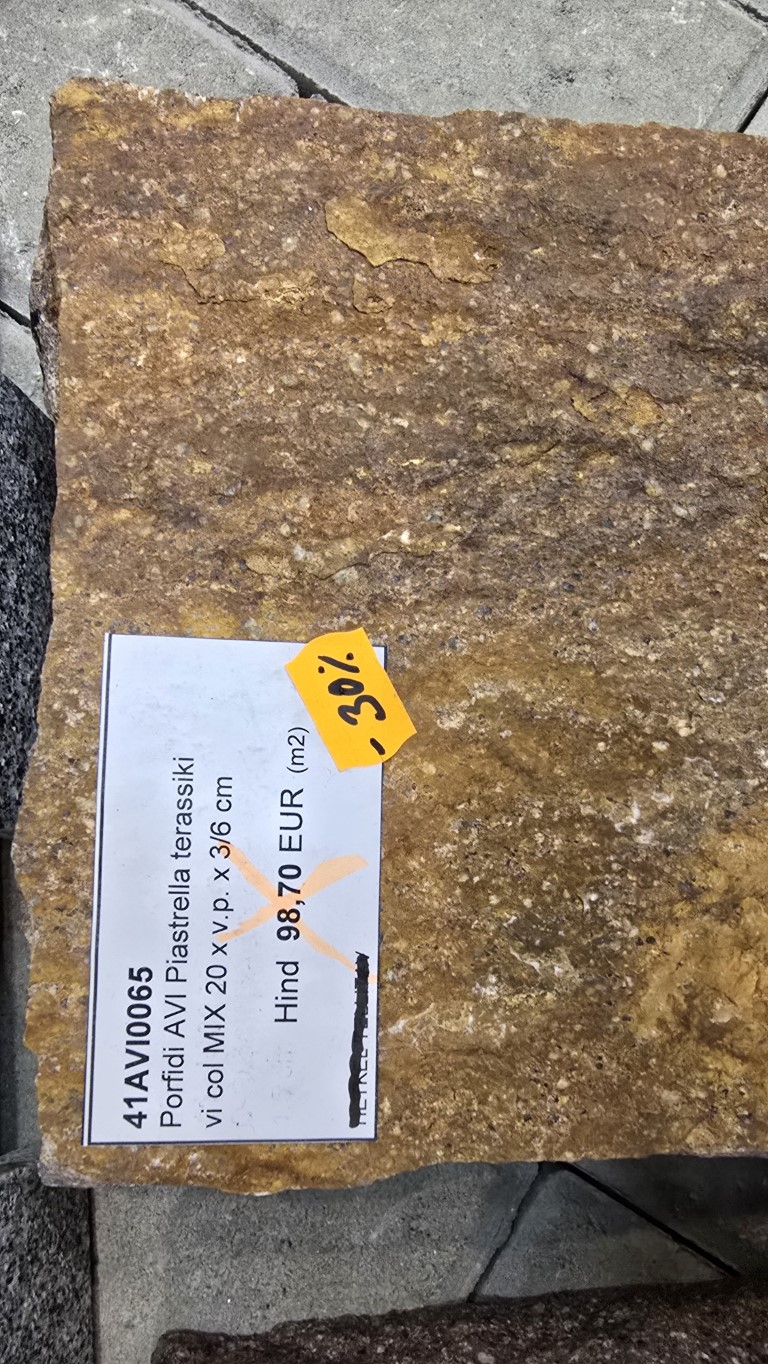 41AVI0065
Porfidi AVI Piastrella terassiki
vi col MIX 20 x v.p. x 3/6 cm
Hind 98,70 EUR (m2)
- 30%